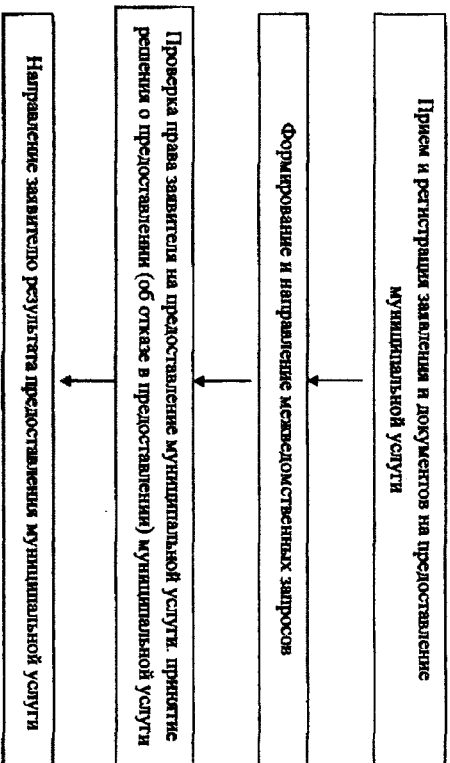 Прием и регистрация заявления и документов на предоставление
муниципальной услуги
Формирование и направление межведомственных запросов
Проверка права заявителя на предоставление муниципальной услуги. принятие
решения о предоставлении (об отказе в предоставлении) муниципальной услуги
Направление заявителю результата предоставления муниципальной услуги